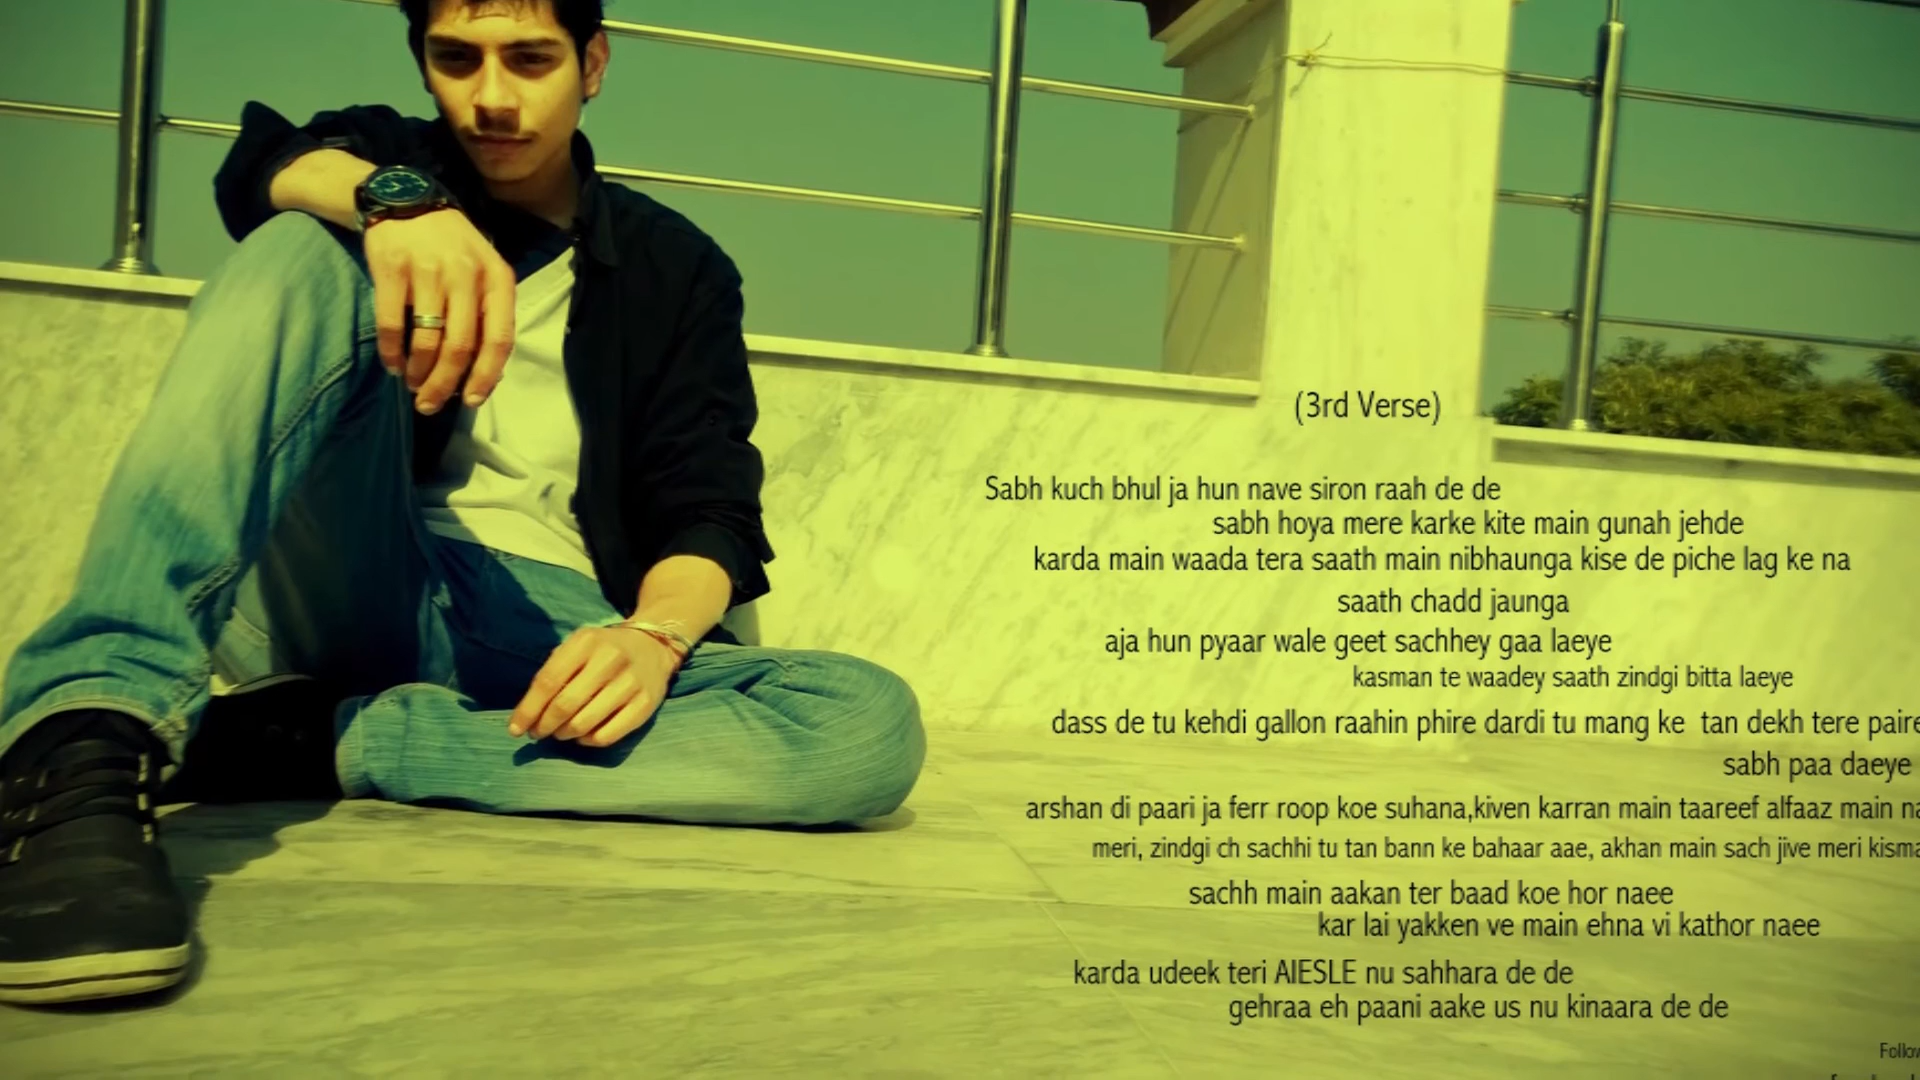 (3rd Verse)
Sabh kuch bhul ja hun nave siron raah de de
sabh hoya mere karke kite main gunah jehde
karda main waada tera saath main nibhaunga kise de piche lag ke na
saath chadd jaunga
aja hun pyaar wale geet sachhey gaa laeye
kasman te waadey saath zindgi bitta laeye
dass de tu kehdi gallon raahin phire dardi tu mang ke tan dekh tere paire
sabh paa daeye
arshan di paari ja ferr roop koe suhana,kiven karran main taareef alfaaz main na
meri, zindgi ch sachhi tu tan bann ke bahaar aae, akhan main sach jive meri kisma
sachh main aakan ter baad koe hor naee
kar lai yakken ve main ehna vi kathor naee
karda udeek teri AIESLE nu sahhara de de
gehraa eh paani aake us nu kinaara de de
Follow